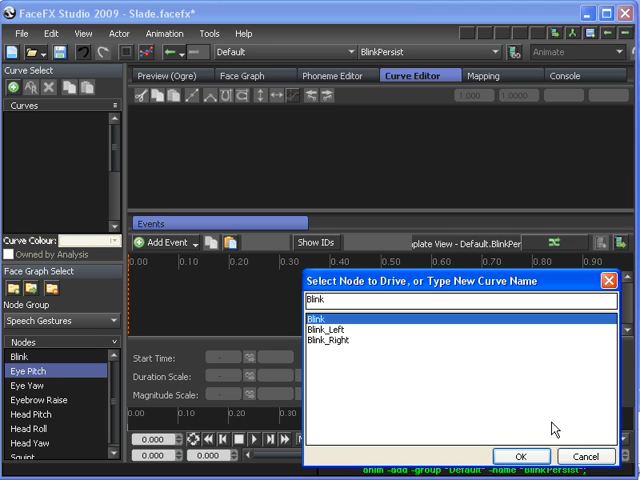 FaceFX Studio 2009 - Slade.facefx*
File Edit View Actor Animation Tools Help
Default BlinkPersist Animate
Curve Select
Preview (Ogre) Face Graph Phoneme Editor Curve Editor Mapping Console
Curves
1.000 1.0000
Events
Curve Colour:
Add Event Show IDs plate View - Default.BlinkPer
Owned by Analysis
0.00 0.10 0.20 0.30 0.40 0.50 0.60 0.70 0.80 0.90
Face Graph Select
Select Node to Drive, or Type New Curve Name
Blink
Node Group
Speech Gestures
Blink
Blink_Left
Blink_Right
Nodes
Blink
Eye Pitch
Eye Yaw
Eyebrow Raise
Head Pitch
Head Roll
Head Yaw
Squint
Start Time: -
Duration Scale: - -
Magnitude Scale: - -
0.00 0.10 0.20 0.30
0.000
0.000 0.000
OK Cancel
anim -add -group "Default" -name "BlinkPersist";